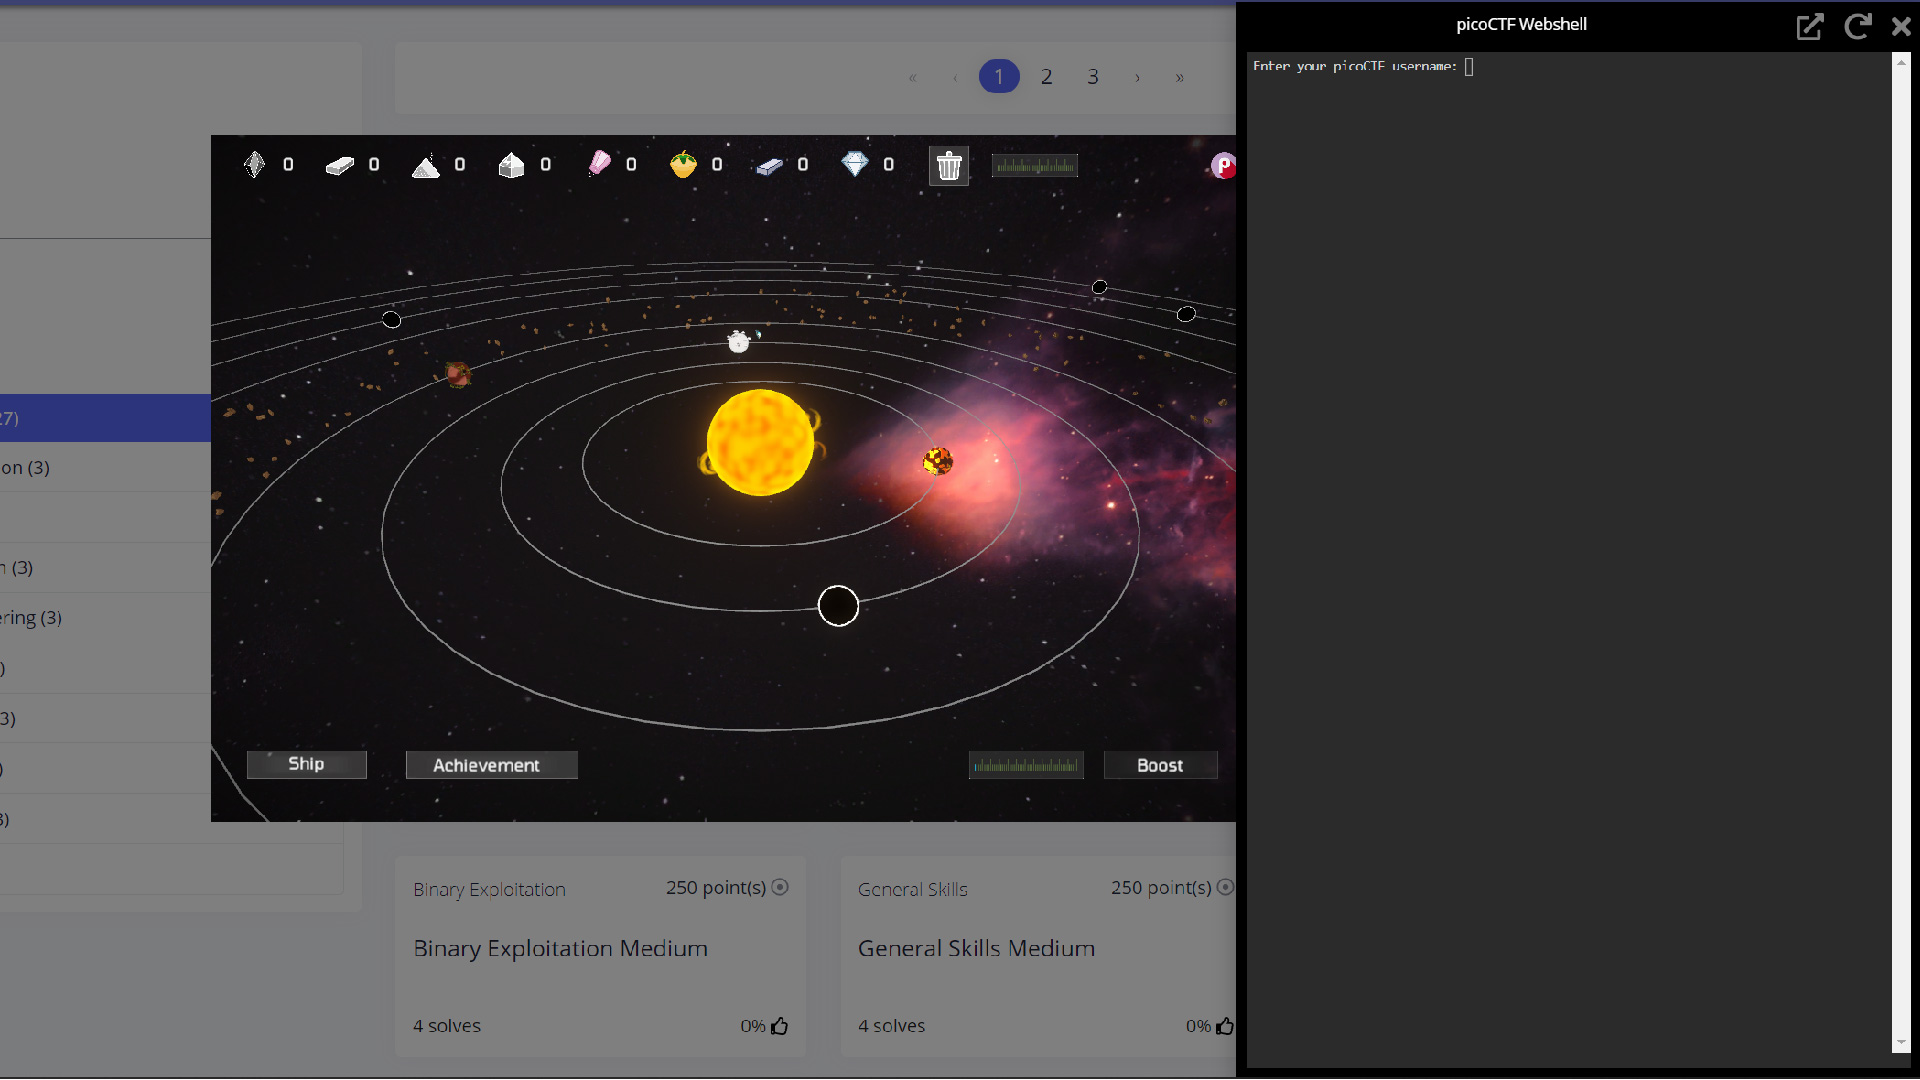 picoCTF Webshell
Enter your picoCTF username:
« ‹ 1 2 3 › »
0 0 0 0 0 0 0 0
P
27)
on (3)
n (3)
ering (3)
)
3)
)
3)
Ship
Achievement
Boost
Binary Exploitation
250 point(s)
Binary Exploitation Medium
4 solves
0%
General Skills
250 point(s)
General Skills Medium
4 solves
0%